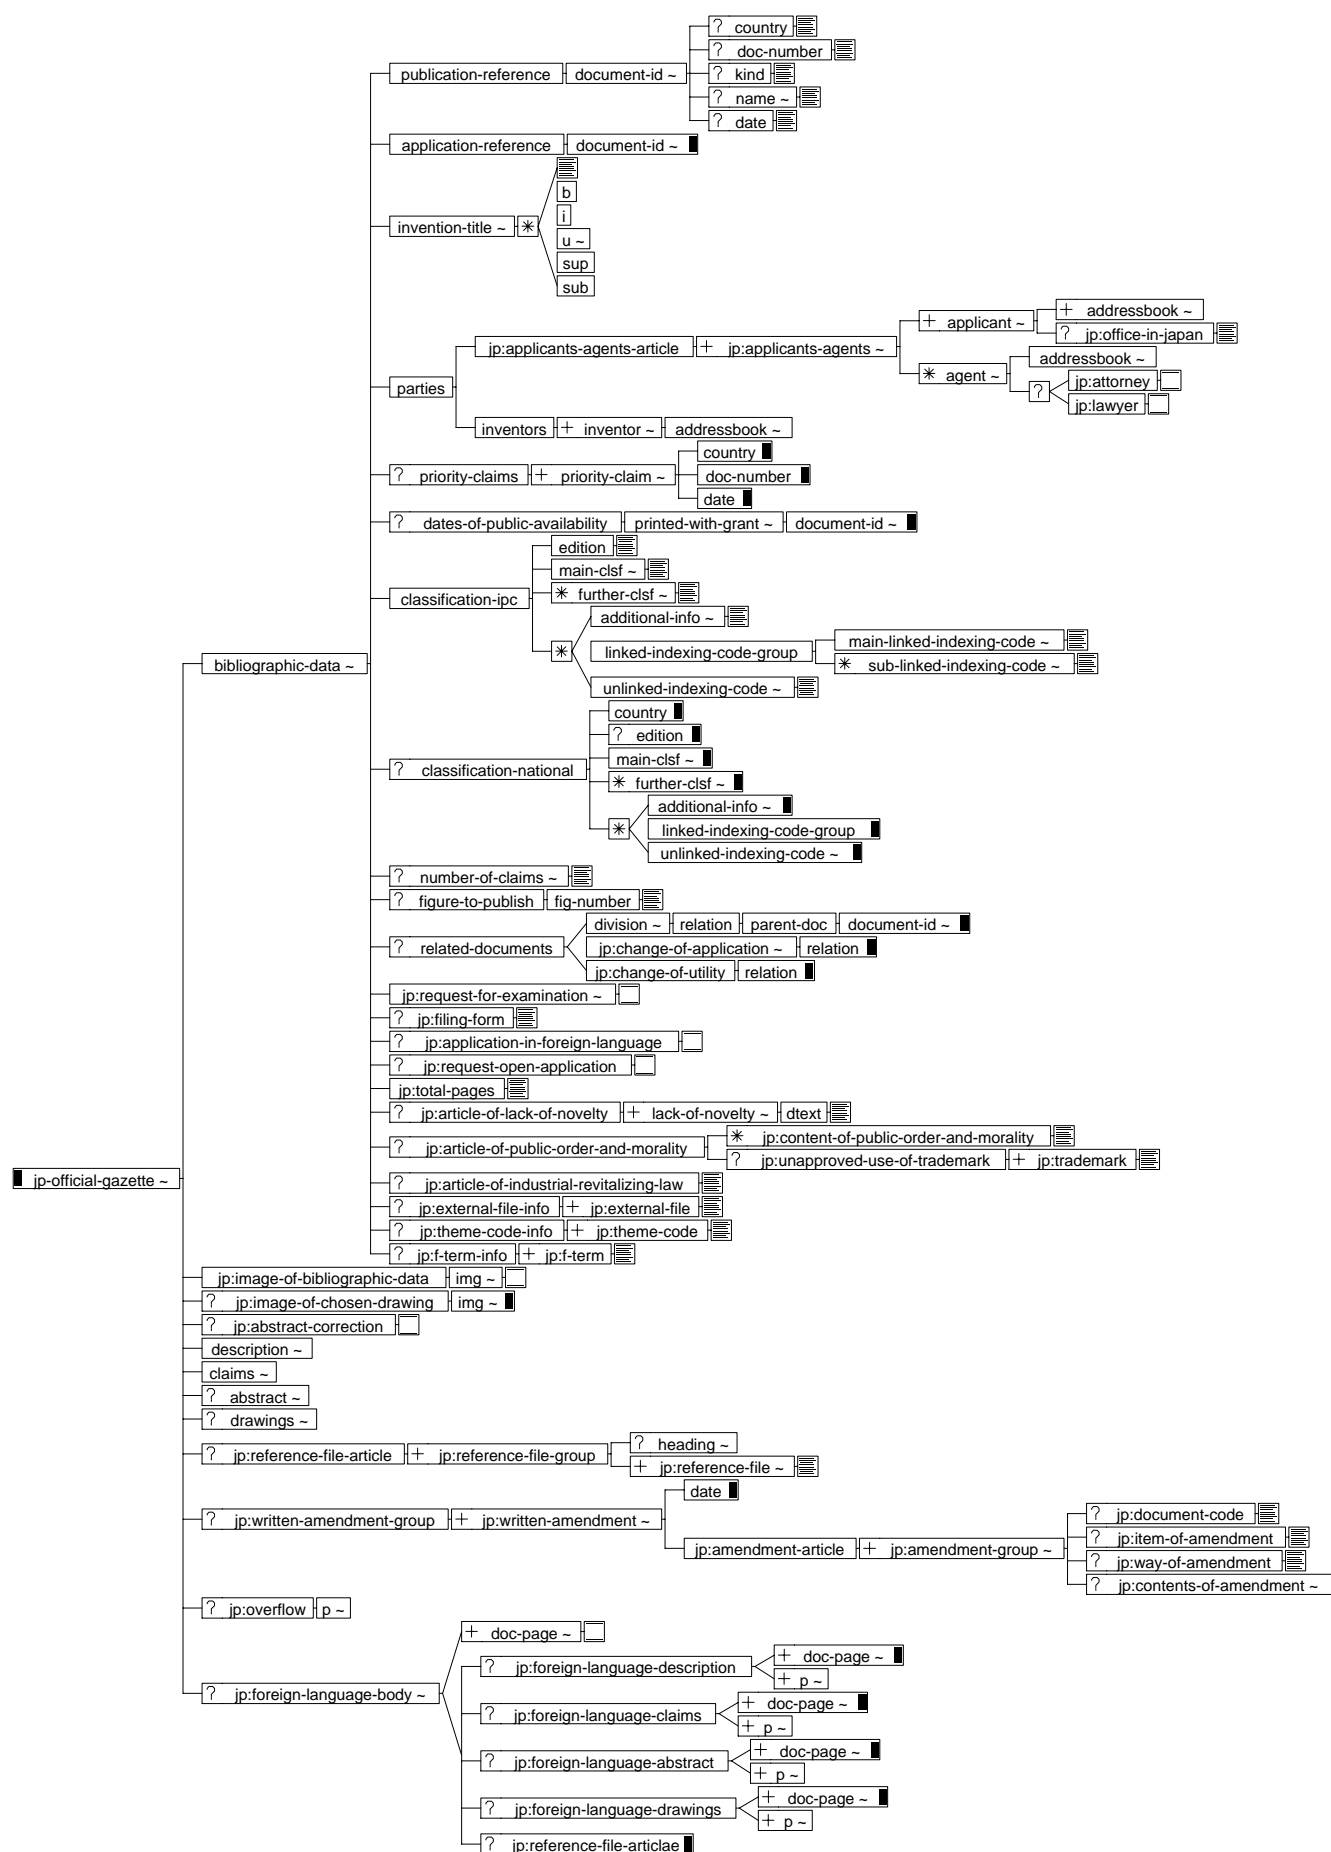 ? country
? doc-number
publication-reference document-id ~ ? kind
? name ~
? date
application-reference document-id ~
b
i
invention-title ~ *
u ~
sup
sub
+ addressbook ~
+ applicant ~
? jp:office-in-japan
jp:applicants-agents-article + jp:applicants-agents ~
addressbook ~
* agent ~
jp:attorney
parties ?
jp:lawyer
inventors + inventor ~ addressbook ~
country
? priority-claims + priority-claim ~ doc-number
date
? dates-of-public-availability printed-with-grant ~ document-id ~
edition
main-clsf ~
classification-ipc * further-clsf ~
additional-info ~
main-linked-indexing-code ~
* linked-indexing-code-group
bibliographic-data ~ * sub-linked-indexing-code ~
unlinked-indexing-code ~
country
? edition
main-clsf ~
? classification-national
* further-clsf ~
additional-info ~
* linked-indexing-code-group
unlinked-indexing-code ~
? number-of-claims ~
? figure-to-publish fig-number
division ~ relation parent-doc document-id ~
? related-documents jp:change-of-application ~ relation
jp:change-of-utility relation
jp:request-for-examination ~
? jp:filing-form
? jp:application-in-foreign-language
? jp:request-open-application
jp:total-pages
? jp:article-of-lack-of-novelty + lack-of-novelty ~ dtext
* jp:content-of-public-order-and-morality
? jp:article-of-public-order-and-morality
? jp:unapproved-use-of-trademark + jp:trademark
jp-official-gazette ~ ? jp:article-of-industrial-revitalizing-law
? jp:external-file-info + jp:external-file
? jp:theme-code-info + jp:theme-code
? jp:f-term-info + jp:f-term
jp:image-of-bibliographic-data img ~
? jp:image-of-chosen-drawing img ~
? jp:abstract-correction
description ~
claims ~
? abstract ~
? drawings ~
? heading ~
? jp:reference-file-article + jp:reference-file-group
+ jp:reference-file ~
date
? jp:document-code
? jp:written-amendment-group + jp:written-amendment ~
? jp:item-of-amendment
jp:amendment-article + jp:amendment-group ~
? jp:way-of-amendment
? jp:contents-of-amendment ~
? jp:overflow p ~
+ doc-page ~
+ doc-page ~
? jp:foreign-language-description
+ p ~
? jp:foreign-language-body ~
+ doc-page ~
? jp:foreign-language-claims
+ p ~
+ doc-page ~
? jp:foreign-language-abstract
+ p ~
+ doc-page ~
? jp:foreign-language-drawings
+ p ~
? jp:reference-file-articlae